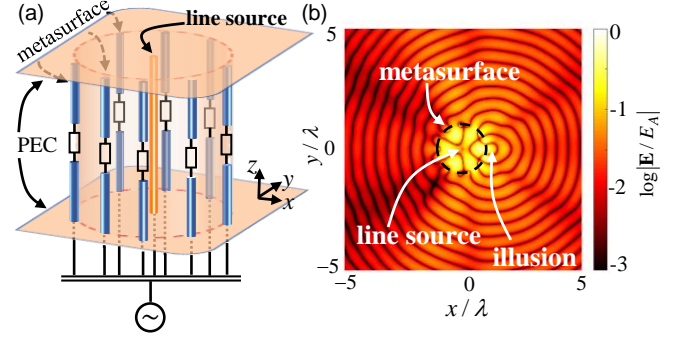 (a)
line source
metasurface
PEC
z
y
x
~
(b)
5
0
-5
y / λ
metasurface
line source
illusion
-5
0
5
x / λ
0
-1
-2
-3
log|E / E_A|